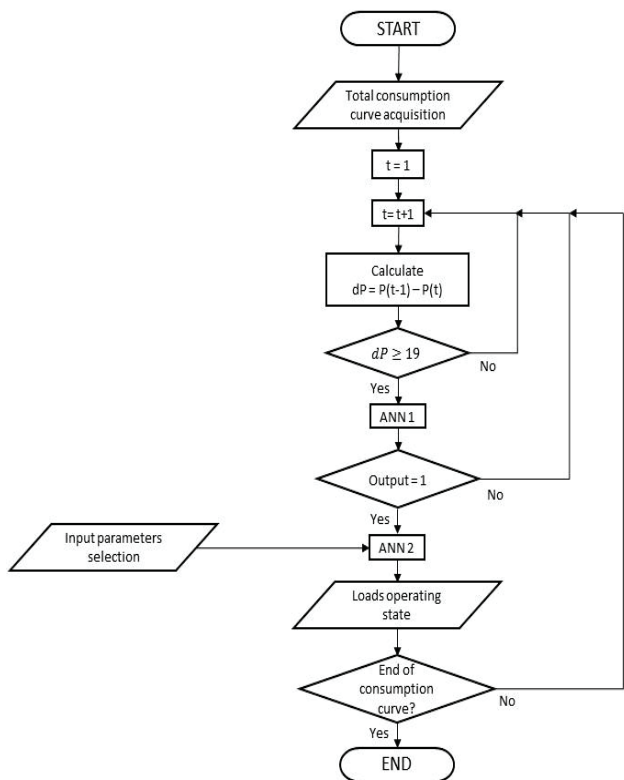 START
Total consumption
curve acquisition
t = 1
t= t+1
Calculate
dP = P(t-1) – P(t)
dP ≥ 19
No
Yes
ANN 1
Output = 1
No
Yes
Input parameters
selection
ANN 2
Loads operating
state
End of
consumption
curve?
No
Yes
END